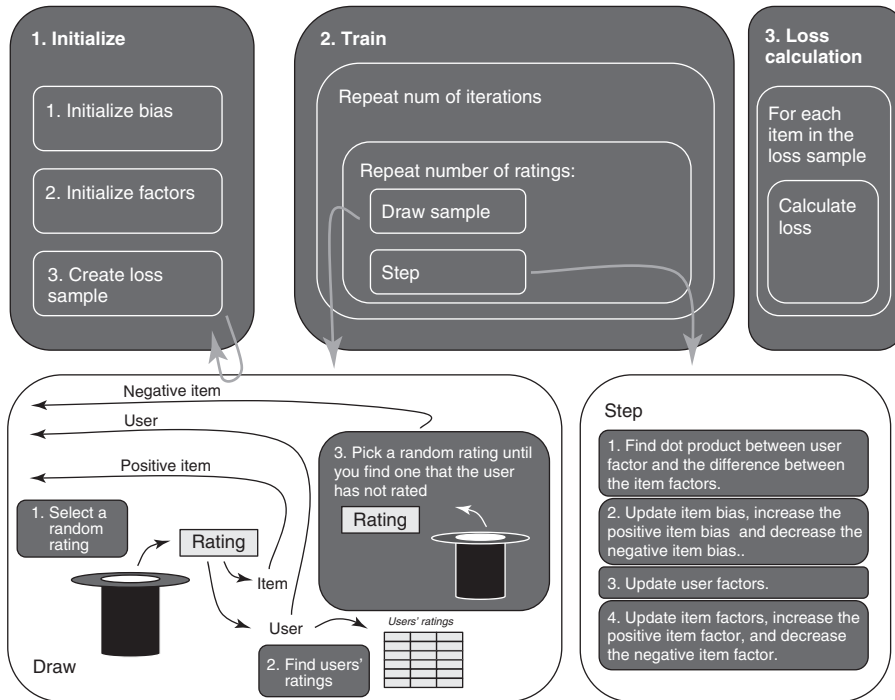 1. Initialize
1. Initialize bias
2. Initialize factors
3. Create loss
sample
2. Train
Repeat num of iterations
Repeat number of ratings:
Draw sample
Step
3. Loss
calculation
For each
item in the
loss sample
Calculate
loss
Negative item
User
Positive item
1. Select a
random
rating
Rating
Item
User
2. Find users'
ratings
Users' ratings
3. Pick a random rating until
you find one that the user
has not rated
Rating
Draw
Step
1. Find dot product between user
factor and the difference between
the item factors.
2. Update item bias, increase the
positive item bias and decrease the
negative item bias..
3. Update user factors.
4. Update item factors, increase the
positive item factor, and decrease
the negative item factor.